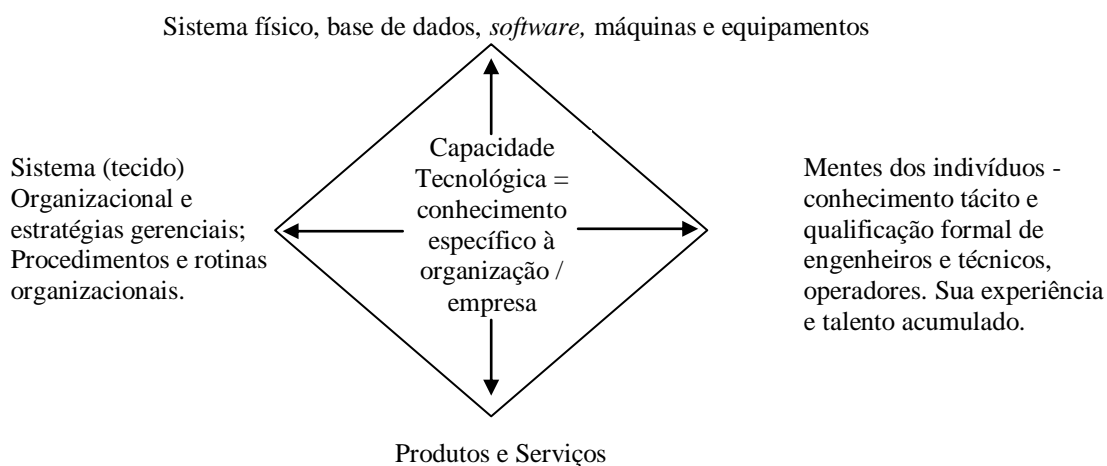 Sistema físico, base de dados, software, máquinas e equipamentos
Capacidade
Tecnológica =
conhecimento
específico à
organização /
empresa
Sistema (tecido)
Organizacional e
estratégias gerenciais;
Procedimentos e rotinas
organizacionais.
Mentes dos indivíduos -
conhecimento tácito e
qualificação formal de
engenheiros e técnicos,
operadores. Sua experiência
e talento acumulado.
Produtos e Serviços